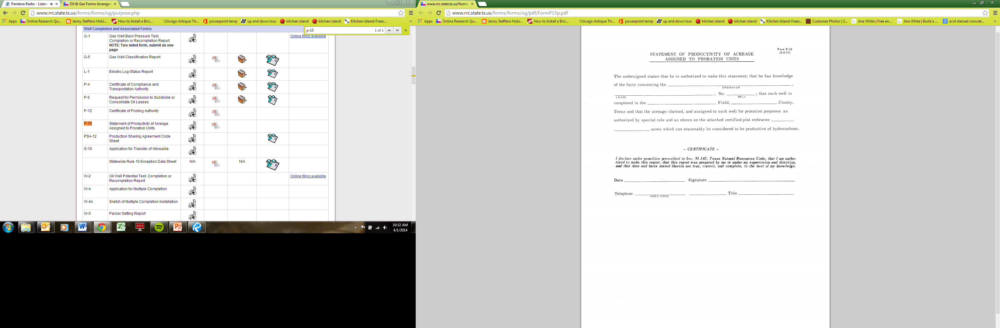 Pandora Radio - Listen
Oil & Gas Forms Arranged
www.rrc.state.tx.us/forms/forms/og/purpose.php
Apps Online Research Qu... Jenny Steffens Hobi... How to Install a Bric... Chicago Antique Th... powerpoint temp up and down tour kitchen island kitchen island Kitchen-Island-Frees... »
p-15 1 of 1
Well Completion and Associated Forms
G-1 Gas Well Back Pressure Test, Online filing available
Completion or Recompletion Report
NOTE: Two sided form, submit as one
page
G-5 Gas Well Classification Report
L-1 Electric Log-Status Report
P-4 Certificate of Compliance and
Transportation Authority
P-6 Request for Permission to Subdivide or
Consolidate Oil Leases
P-12 Certificate of Pooling Authority
P-15 Statement of Productivity of Acreage
Assigned to Proration Units
PSA-12 Production Sharing Agreement Code
Sheet
S-10 Application for Transfer of Allowable
Statewide Rule 10 Exception Data Sheet N/A N/A
W-2 Oil Well Potential Test, Completion or Online filing available
Recompletion Report
W-4 Application for Multiple Completion
W-4A Sketch of Multiple Completion Installation
W-5 Packer Setting Report
Juris
10:32 AM
4/1/2014
www.rrc.state.tx.us/forms
www.rrc.state.tx.us/forms/forms/og/pdf/FormP15p.pdf
Apps Online Research Qu... Jenny Steffens Hobi... How to Install a Bric... Chicago Antique Th... powerpoint temp up and down tour kitchen island kitchen island Kitchen-Island-Frees... Customer Photos | S... Ana White | Free an... Ana White | Build a ... acid stained concret... »
Form P-15
(5-5-71)
STATEMENT OF PRODUCTIVITY OF ACREAGE
ASSIGNED TO PRORATION UNITS
The undersigned states that he is authorized to make this statement; that he has knowledge
of the facts concerning the ,
OPERATOR
, No. ; that such well is
LEASE WELL
completed in the Field, County,
Texas and that the acreage claimed, and assigned to such well for proration purposes as
authorized by special rule and as shown on the attached certified plat embraces
acres which can reasonably be considered to be productive of hydrocarbons.
– CERTIFICATE –
I declare under penalties prescribed in Sec. 91.143, Texas Natural Resources Code, that I am autho-
rized to make this report, that this report was prepared by me or under my supervision and direction,
and that data and facts stated therein are true, correct, and complete, to the best of my knowledge.
Date Signature
Telephone Title
AREA CODE